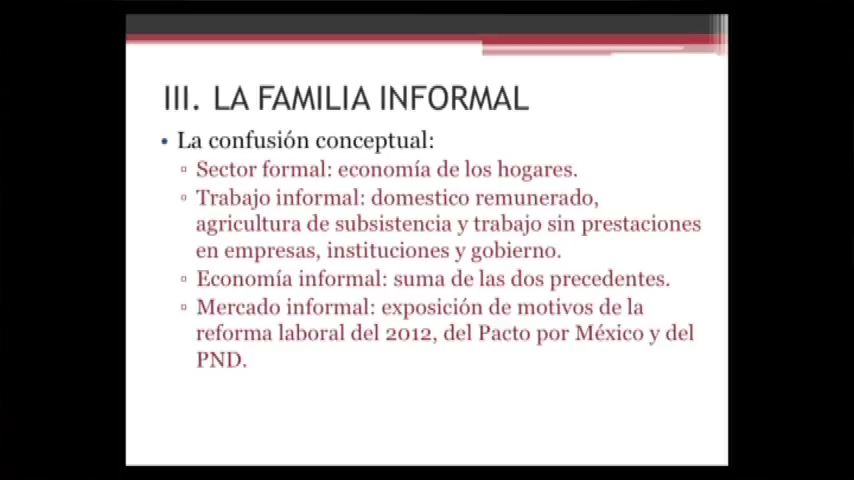 III. LA FAMILIA INFORMAL
• La confusión conceptual:
▫ Sector formal: economía de los hogares.
▫ Trabajo informal: domestico remunerado,
agricultura de subsistencia y trabajo sin prestaciones
en empresas, instituciones y gobierno.
▫ Economía informal: suma de las dos precedentes.
▫ Mercado informal: exposición de motivos de la
reforma laboral del 2012, del Pacto por México y del
PND.